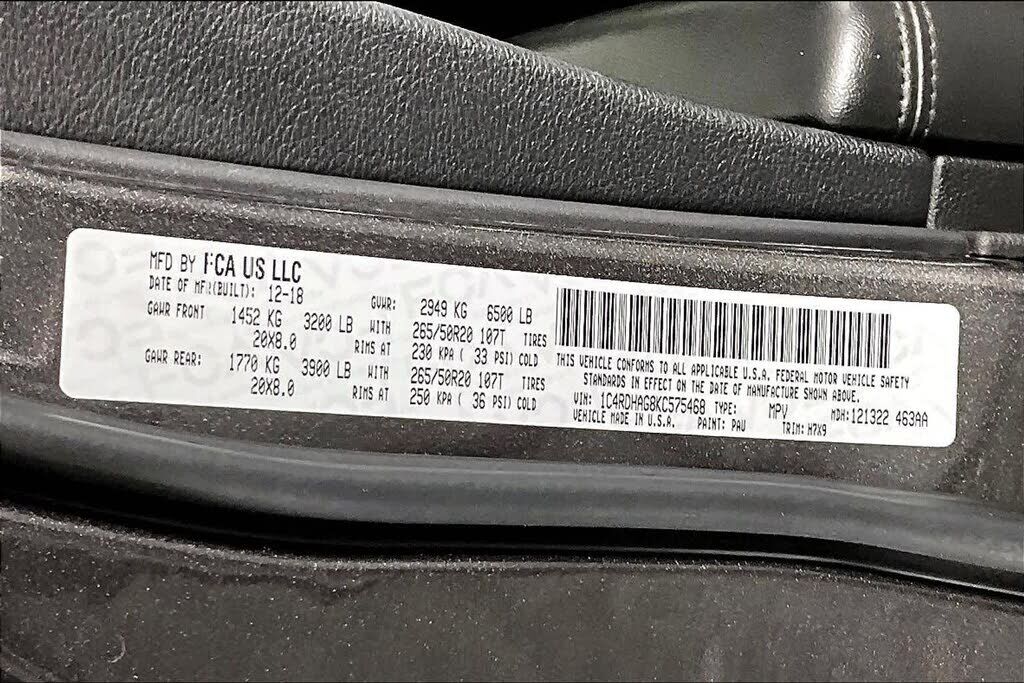 MFD BY FCA US LLC
DATE OF MFR(BUILT): 12-18 GVWR: 2949 KG 6500 LB
GAWR FRONT 1452 KG 3200 LB WITH 265/50R20 107T TIRES
20X8.0 RIMS AT 230 KPA ( 33 PSI) COLD
GAWR REAR: 1770 KG 3900 LB WITH 265/50R20 107T TIRES
20X8.0 RIMS AT 250 KPA ( 36 PSI) COLD
THIS VEHICLE CONFORMS TO ALL APPLICABLE U.S.A. FEDERAL MOTOR VEHICLE SAFETY
STANDARDS IN EFFECT ON THE DATE OF MANUFACTURE SHOWN ABOVE.
VIN: 1C4RDHAG8KC575468 TYPE: MPV MDH:121322 463AA
VEHICLE MADE IN U.S.A. PAINT: PAU TRIM: H7X9